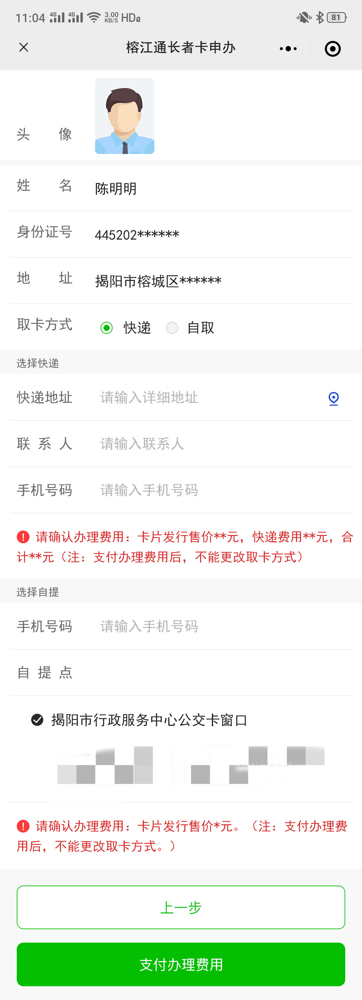 11:04 4G 4G 3.00 KB/S HD1 81
榕江通长者卡申办
头像
姓名 陈明明
身份证号 445202******
地址 揭阳市榕城区******
取卡方式 快递 自取
选择快递
快递地址 请输入详细地址
联系人 请输入联系人
手机号码 请输入手机号码
请确认办理费用：卡片发行售价**元，快递费用**元，合
计**元（注：支付办理费用后，不能更改取卡方式）
选择自提
手机号码 请输入手机号码
自提点
揭阳市行政服务中心公交卡窗口
请确认办理费用：卡片发行售价*元。（注：支付办理费
用后，不能更改取卡方式。）
上一步
支付办理费用